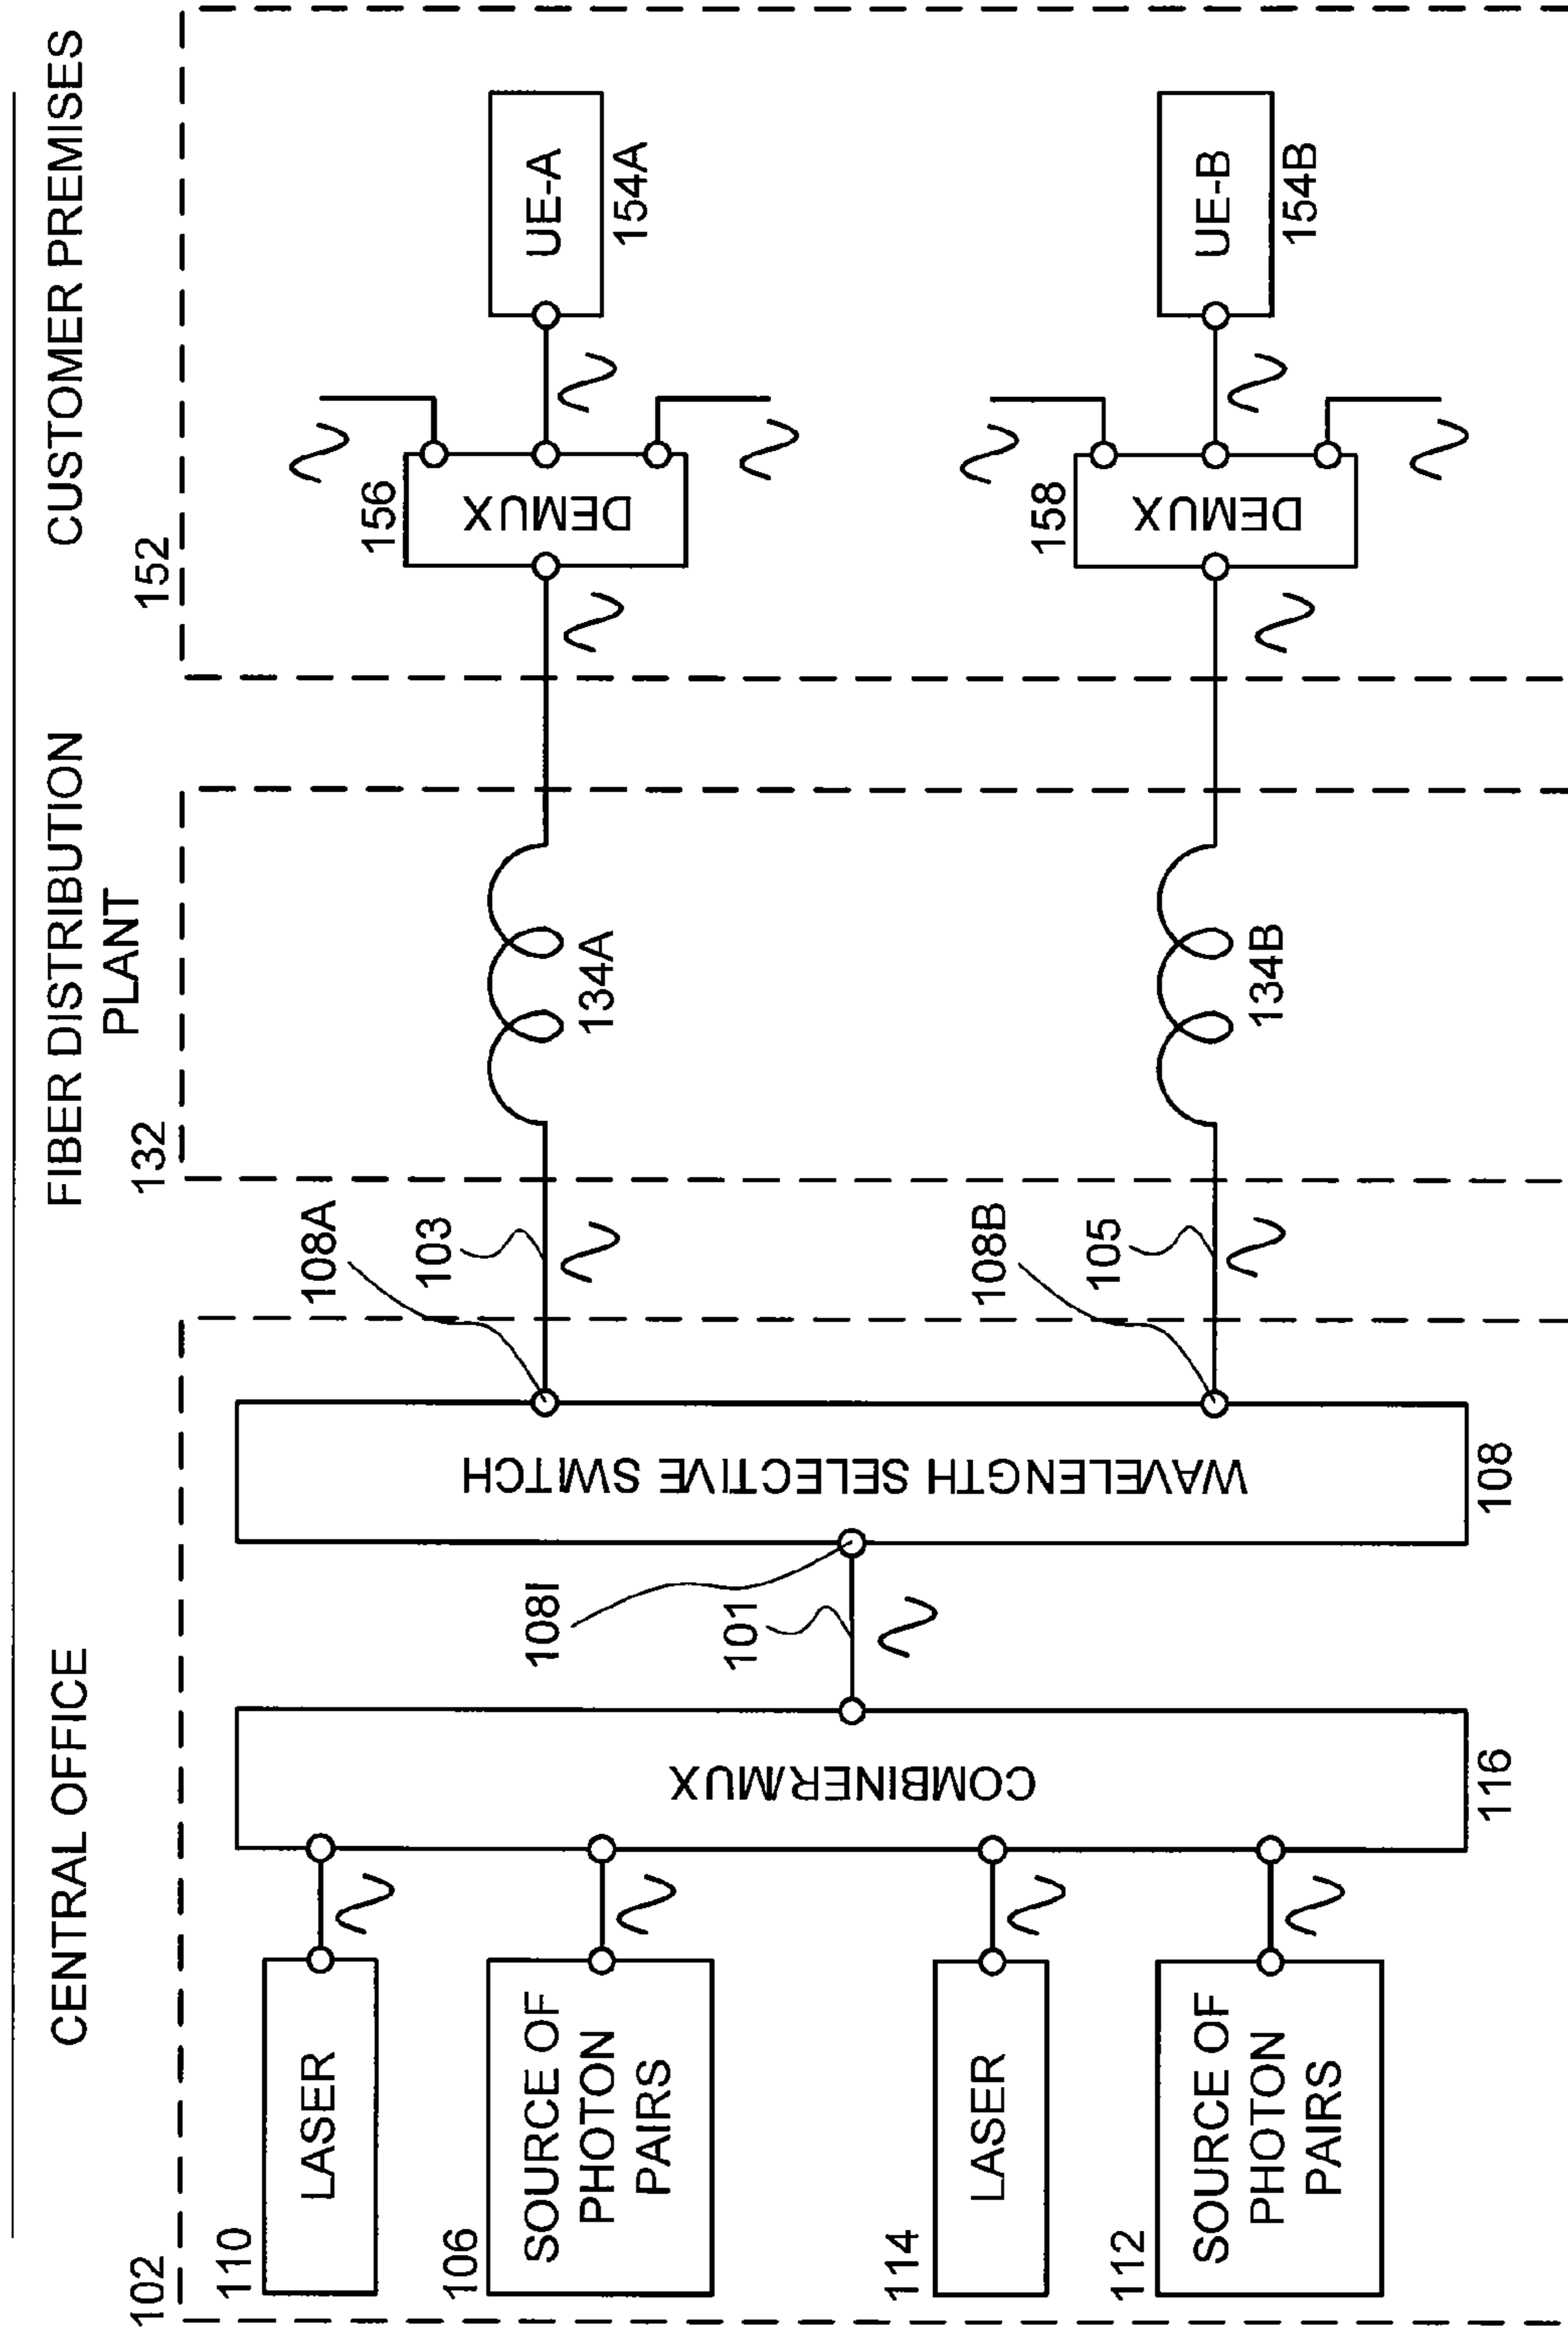 CENTRAL OFFICE
FIBER DISTRIBUTION
PLANT
CUSTOMER PREMISES
102
132
152
110
LASER
106
SOURCE OF
PHOTON
PAIRS
114
LASER
112
SOURCE OF
PHOTON
PAIRS
COMBINER/MUX
116
101
108I
WAVELENGTH SELECTIVE SWITCH
108
108A
103
108B
105
134A
134B
156
DEMUX
UE-A
154A
158
DEMUX
UE-B
154B